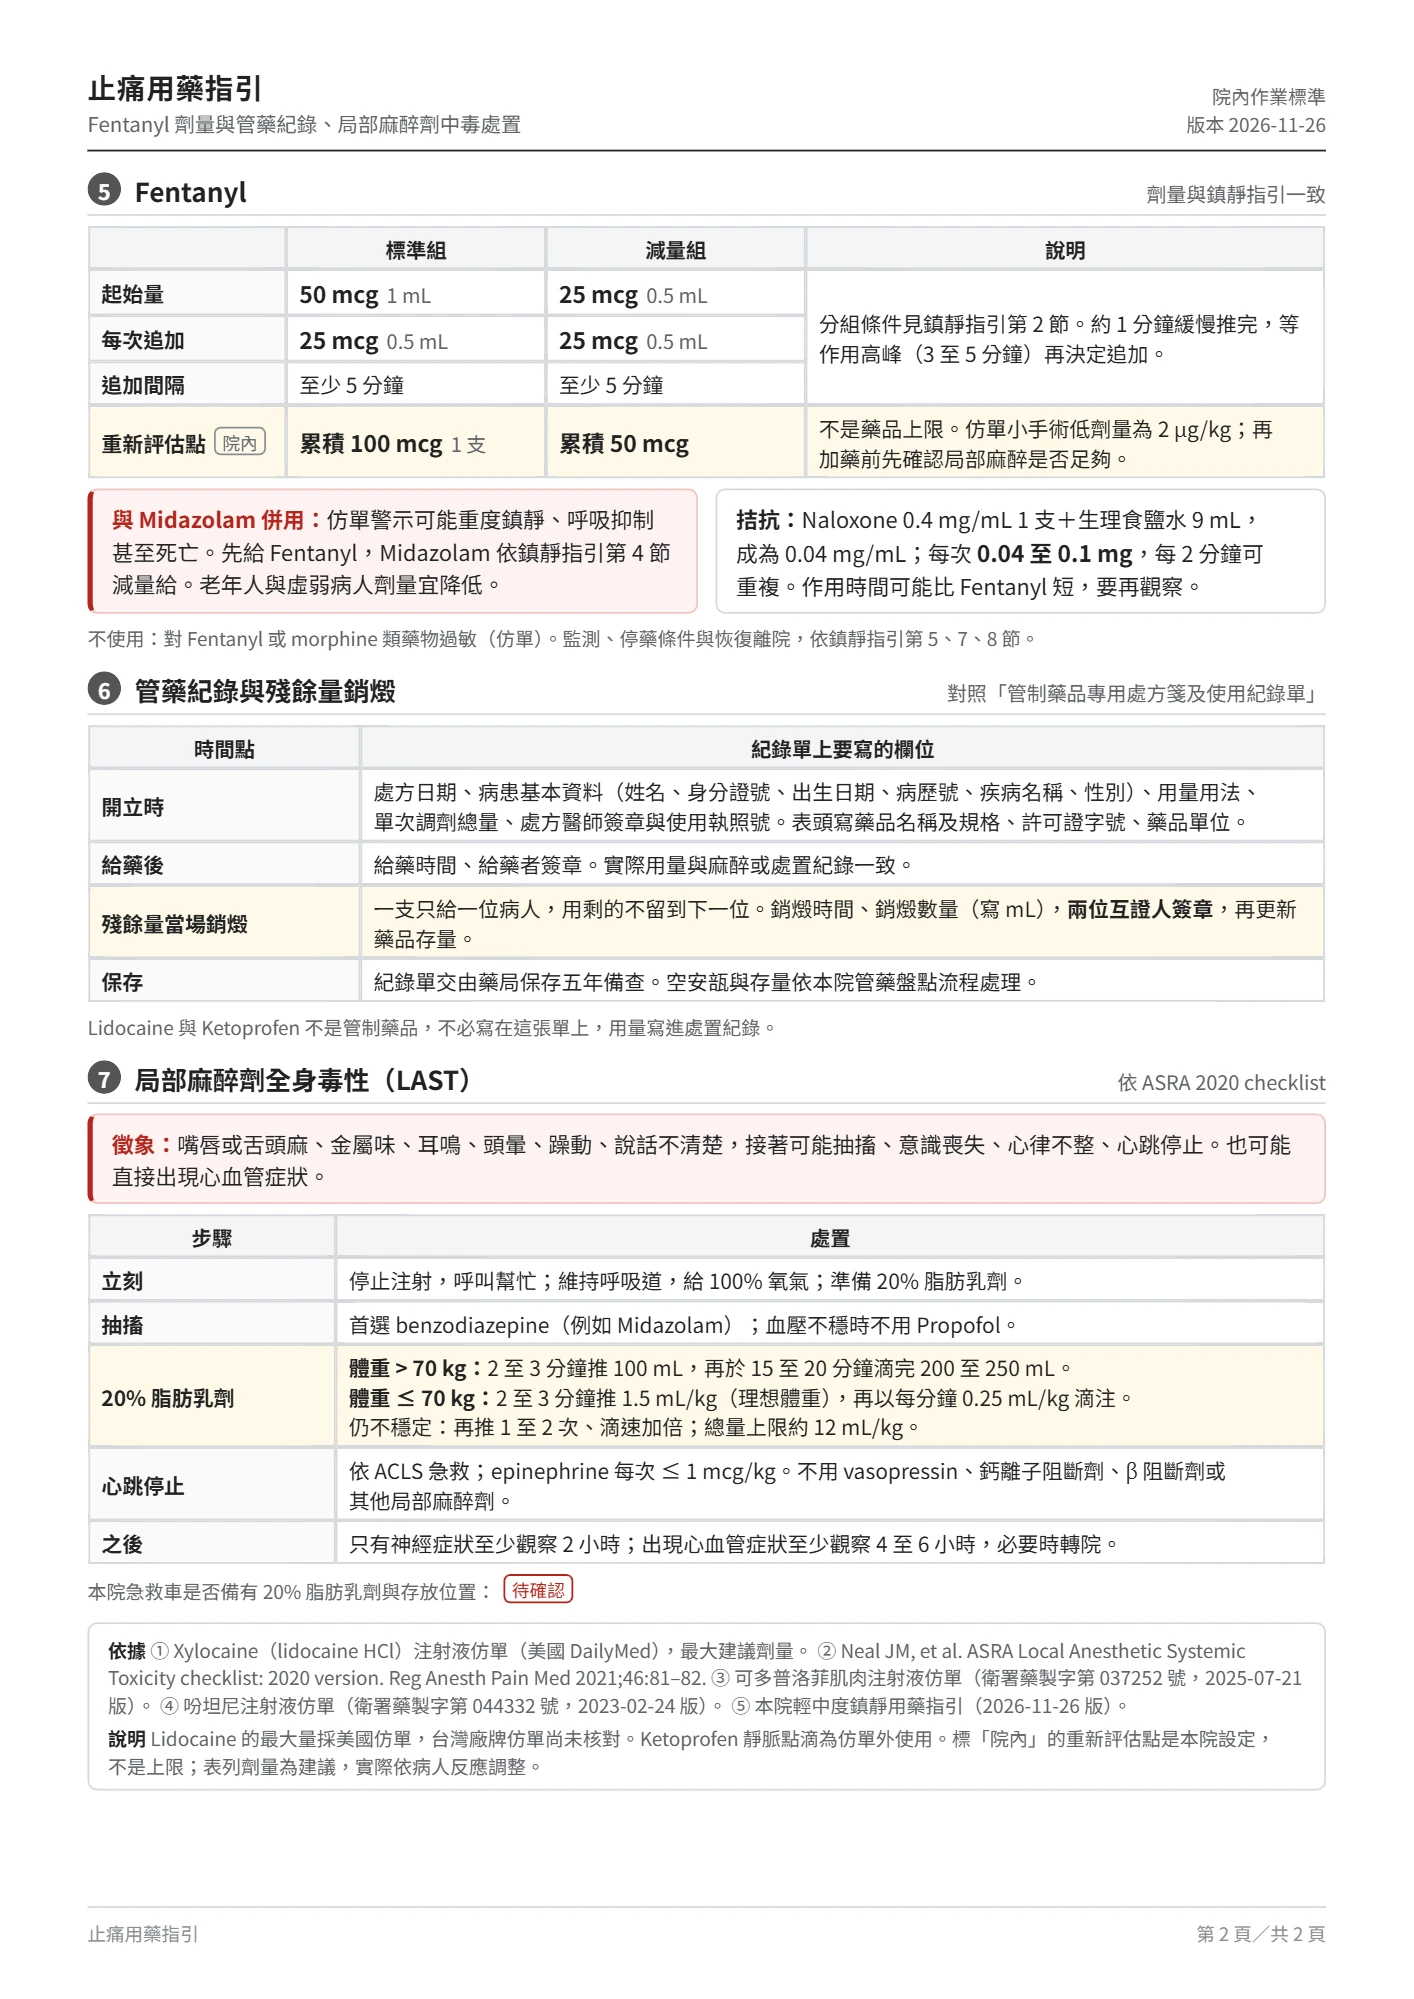 止痛用藥指引
Fentanyl 劑量與管藥紀錄、局部麻醉劑中毒處置
院內作業標準
版本 2026-11-26
5 Fentanyl
劑量與鎮靜指引一致
標準組 減量組 說明
起始量 50 mcg 1 mL 25 mcg 0.5 mL
每次追加 25 mcg 0.5 mL 25 mcg 0.5 mL
追加間隔 至少 5 分鐘 至少 5 分鐘
分組條件見鎮靜指引第 2 節。約 1 分鐘緩慢推完，等
作用高峰（3 至 5 分鐘）再決定追加。
重新評估點 院內 累積 100 mcg 1 支 累積 50 mcg
不是藥品上限。仿單小手術低劑量為 2 µg/kg；再
加藥前先確認局部麻醉是否足夠。
與 Midazolam 併用：仿單警示可能重度鎮靜、呼吸抑制
甚至死亡。先給 Fentanyl，Midazolam 依鎮靜指引第 4 節
減量給。老年人與虛弱病人劑量宜降低。
拮抗：Naloxone 0.4 mg/mL 1 支＋生理食鹽水 9 mL，
成為 0.04 mg/mL；每次 0.04 至 0.1 mg，每 2 分鐘可
重複。作用時間可能比 Fentanyl 短，要再觀察。
不使用：對 Fentanyl 或 morphine 類藥物過敏（仿單）。監測、停藥條件與恢復離院，依鎮靜指引第 5、7、8 節。
6 管藥紀錄與殘餘量銷燬
對照「管制藥品專用處方箋及使用紀錄單」
時間點 紀錄單上要寫的欄位
開立時
處方日期、病患基本資料（姓名、身分證號、出生日期、病歷號、疾病名稱、性別）、用量用法、
單次調劑總量、處方醫師簽章與使用執照號。表頭寫藥品名稱及規格、許可證字號、藥品單位。
給藥後 給藥時間、給藥者簽章。實際用量與麻醉或處置紀錄一致。
殘餘量當場銷燬
一支只給一位病人，用剩的不留到下一位。銷燬時間、銷燬數量（寫 mL），兩位互證人簽章，再更新
藥品存量。
保存 紀錄單交由藥局保存五年備查。空安瓿與存量依本院管藥盤點流程處理。
Lidocaine 與 Ketoprofen 不是管制藥品，不必寫在這張單上，用量寫進處置紀錄。
7 局部麻醉劑全身毒性（LAST）
依 ASRA 2020 checklist
徵象：嘴唇或舌頭麻、金屬味、耳鳴、頭暈、躁動、說話不清楚，接著可能抽搐、意識喪失、心律不整、心跳停止。也可能
直接出現心血管症狀。
步驟 處置
立刻 停止注射，呼叫幫忙；維持呼吸道，給 100% 氧氣；準備 20% 脂肪乳劑。
抽搐 首選 benzodiazepine（例如 Midazolam）；血壓不穩時不用 Propofol。
20% 脂肪乳劑
體重 > 70 kg：2 至 3 分鐘推 100 mL，再於 15 至 20 分鐘滴完 200 至 250 mL。
體重 ≤ 70 kg：2 至 3 分鐘推 1.5 mL/kg（理想體重），再以每分鐘 0.25 mL/kg 滴注。
仍不穩定：再推 1 至 2 次、滴速加倍；總量上限約 12 mL/kg。
心跳停止
依 ACLS 急救；epinephrine 每次 ≤ 1 mcg/kg。不用 vasopressin、鈣離子阻斷劑、β 阻斷劑或
其他局部麻醉劑。
之後 只有神經症狀至少觀察 2 小時；出現心血管症狀至少觀察 4 至 6 小時，必要時轉院。
本院急救車是否備有 20% 脂肪乳劑與存放位置： 待確認
依據 ① Xylocaine（lidocaine HCl）注射液仿單（美國 DailyMed），最大建議劑量。 ② Neal JM, et al. ASRA Local Anesthetic Systemic
Toxicity checklist: 2020 version. Reg Anesth Pain Med 2021;46:81–82. ③ 可多普洛菲肌肉注射液仿單（衛署藥製字第 037252 號，2025-07-21
版）。 ④ 吩坦尼注射液仿單（衛署藥製字第 044332 號，2023-02-24 版）。 ⑤ 本院輕中度鎮靜用藥指引（2026-11-26 版）。
說明 Lidocaine 的最大量採美國仿單，台灣廠牌仿單尚未核對。Ketoprofen 靜脈點滴為仿單外使用。標「院內」的重新評估點是本院設定，
不是上限；表列劑量為建議，實際依病人反應調整。
止痛用藥指引
第 2 頁／共 2 頁